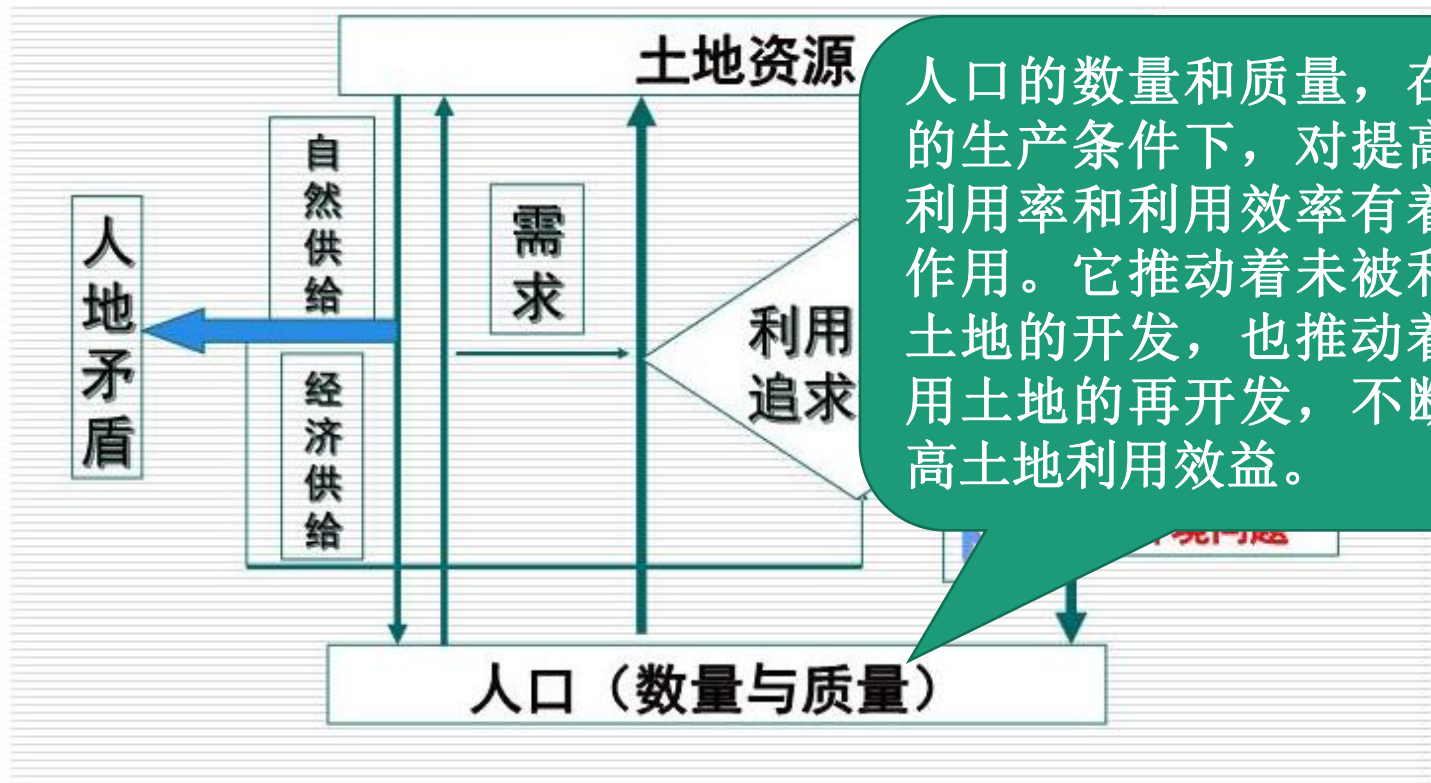 土地资源
人口的数量和质量，在
的生产条件下，对提高
利用率和利用效率有着
作用。它推动着未被利
土地的开发，也推动着
用土地的再开发，不断
高土地利用效益。
自然供给
需求
人地矛盾
利用
追求
经济供给
境问题
人口（数量与质量）